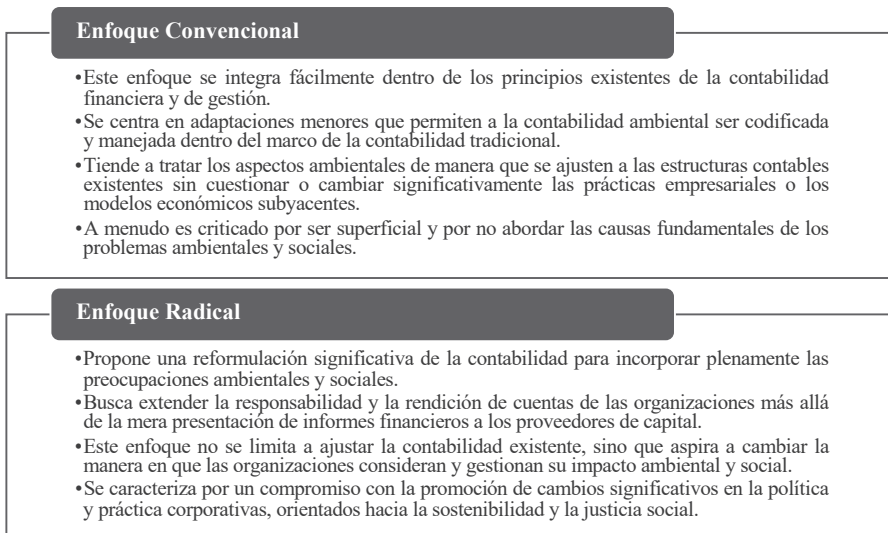 Enfoque Convencional
•Este enfoque se integra fácilmente dentro de los principios existentes de la contabilidad
financiera y de gestión.
•Se centra en adaptaciones menores que permiten a la contabilidad ambiental ser codificada
y manejada dentro del marco de la contabilidad tradicional.
•Tiende a tratar los aspectos ambientales de manera que se ajusten a las estructuras contables
existentes sin cuestionar o cambiar significativamente las prácticas empresariales o los
modelos económicos subyacentes.
•A menudo es criticado por ser superficial y por no abordar las causas fundamentales de los
problemas ambientales y sociales.
Enfoque Radical
•Propone una reformulación significativa de la contabilidad para incorporar plenamente las
preocupaciones ambientales y sociales.
•Busca extender la responsabilidad y la rendición de cuentas de las organizaciones más allá
de la mera presentación de informes financieros a los proveedores de capital.
•Este enfoque no se limita a ajustar la contabilidad existente, sino que aspira a cambiar la
manera en que las organizaciones consideran y gestionan su impacto ambiental y social.
•Se caracteriza por un compromiso con la promoción de cambios significativos en la política
y práctica corporativas, orientados hacia la sostenibilidad y la justicia social.